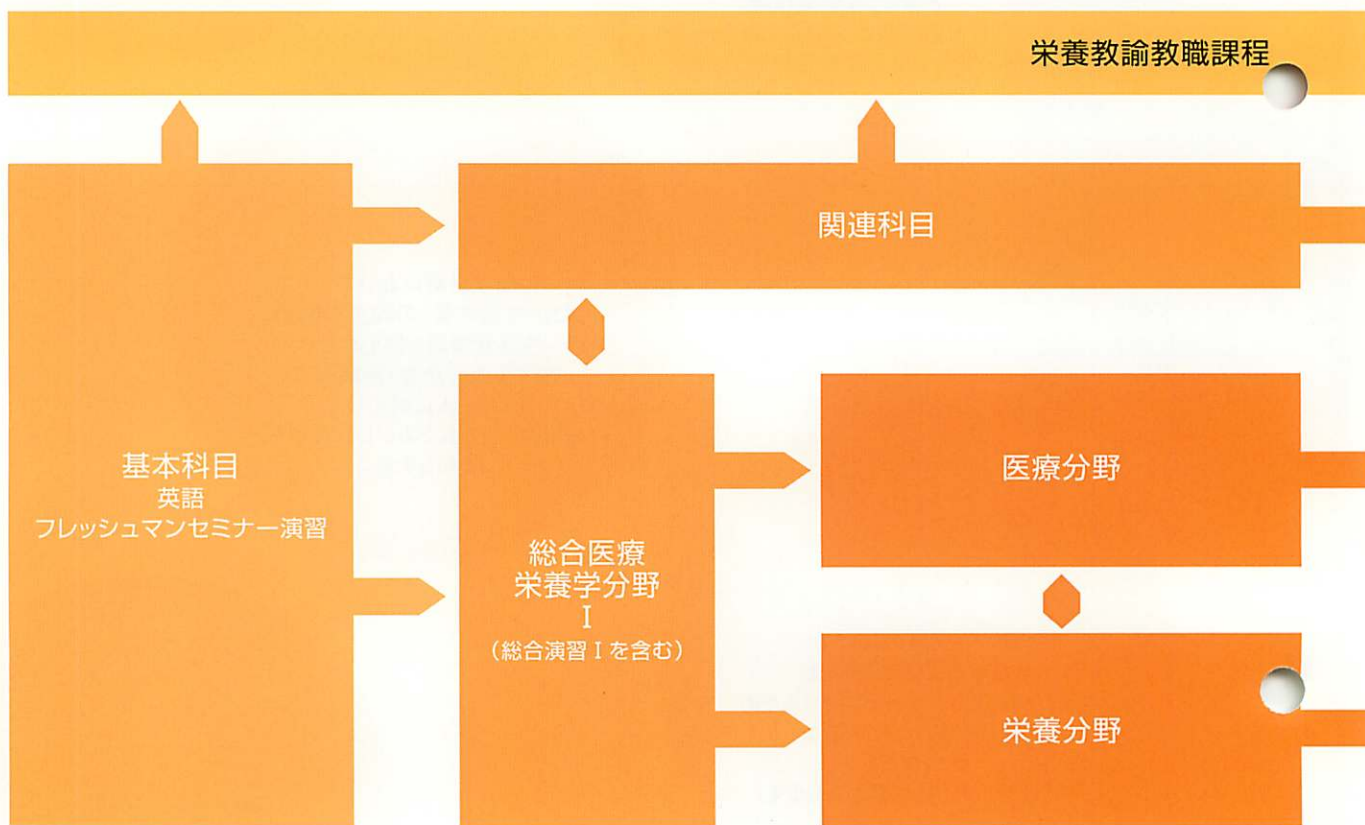 栄養教諭教職課程
関連科目
基本科目
英語
フレッシュマンセミナー演習
総合医療
栄養学分野
I
(総合演習Iを含む)
医療分野
栄養分野